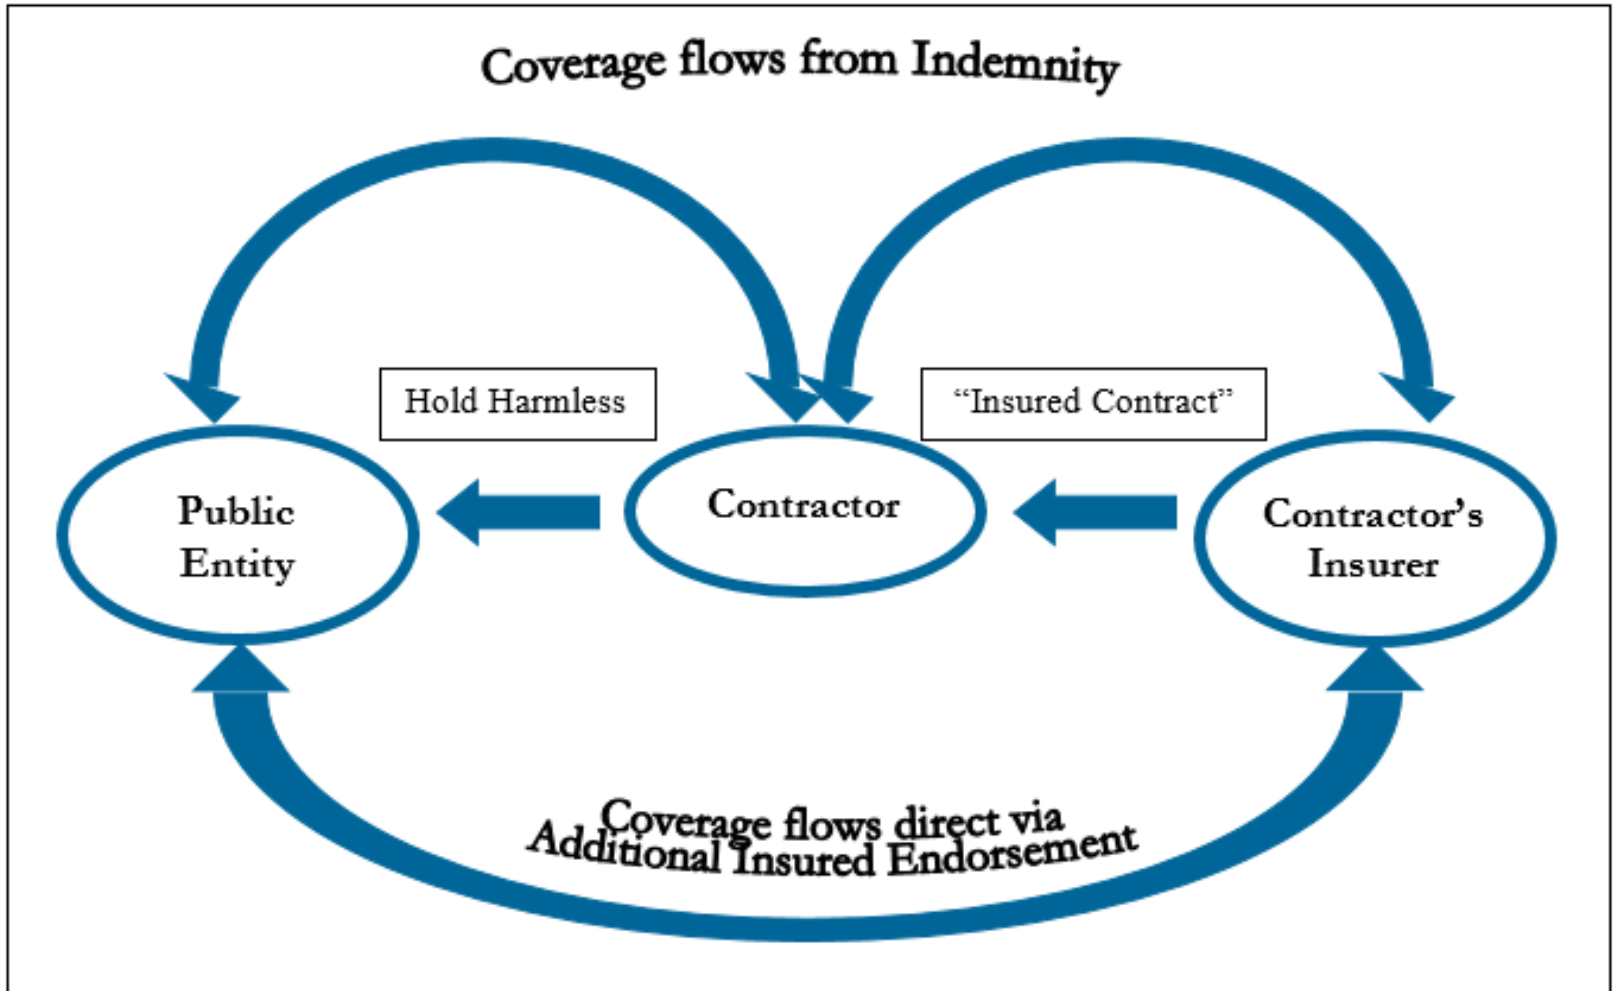 Coverage flows from Indemnity
Hold Harmless
“Insured Contract”
Public
Entity
Contractor
Contractor’s
Insurer
Coverage flows direct via
Additional Insured Endorsement